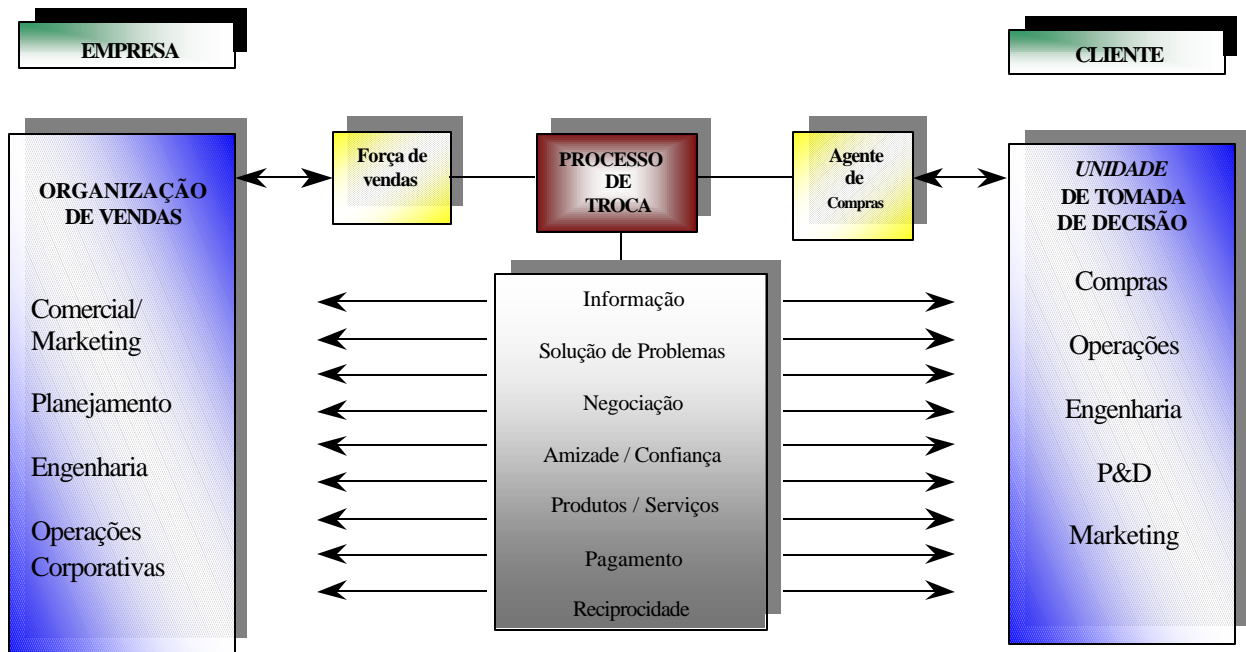 EMPRESA
CLIENTE
ORGANIZAÇÃO
DE VENDAS
Comercial/
Marketing
Planejamento
Engenharia
Operações
Corporativas
Força de
vendas
PROCESSO
DE
TROCA
Agente
de
Compras
Informação
Solução de Problemas
Negociação
Amizade / Confiança
Produtos / Serviços
Pagamento
Reciprocidade
UNIDADE
DE TOMADA
DE DECISÃO
Compras
Operações
Engenharia
P&D
Marketing